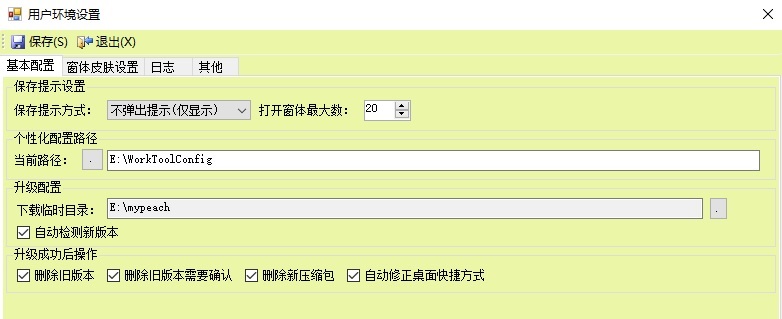 用户环境设置
保存(S) 退出(X)
基本配置 窗体皮肤设置 日志 其他
保存提示设置
保存提示方式： 不弹出提示(仅显示) 打开窗体最大数： 20
个性化配置路径
当前路径： . E:\WorkToolConfig
升级配置
下载临时目录： E:\mypeach .
自动检测新版本
升级成功后操作
删除旧版本 删除旧版本需要确认 删除新压缩包 自动修正桌面快捷方式